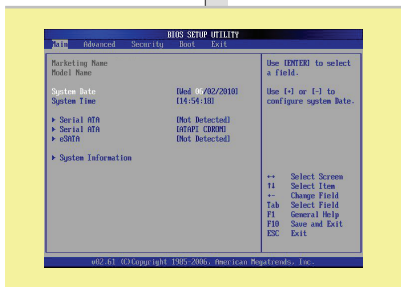 BIOS SETUP UTILITY
Main Advanced Security Boot Exit
Marketing Name
Model Name
System Date [Wed 06/02/2010]
System Time [14:54:18]
▶ Serial ATA [Not Detected]
▶ Serial ATA [ATAPI CDROM]
▶ eSATA [Not Detected]
▶ System Information
Use [ENTER] to select
a field.
Use [+] or [-] to
configure system Date.
↔ Select Screen
↑↓ Select Item
+- Change Field
Tab Select Field
F1 General Help
F10 Save and Exit
ESC Exit
v02.61 (C)Copyright 1985-2006, American Megatrends, Inc.